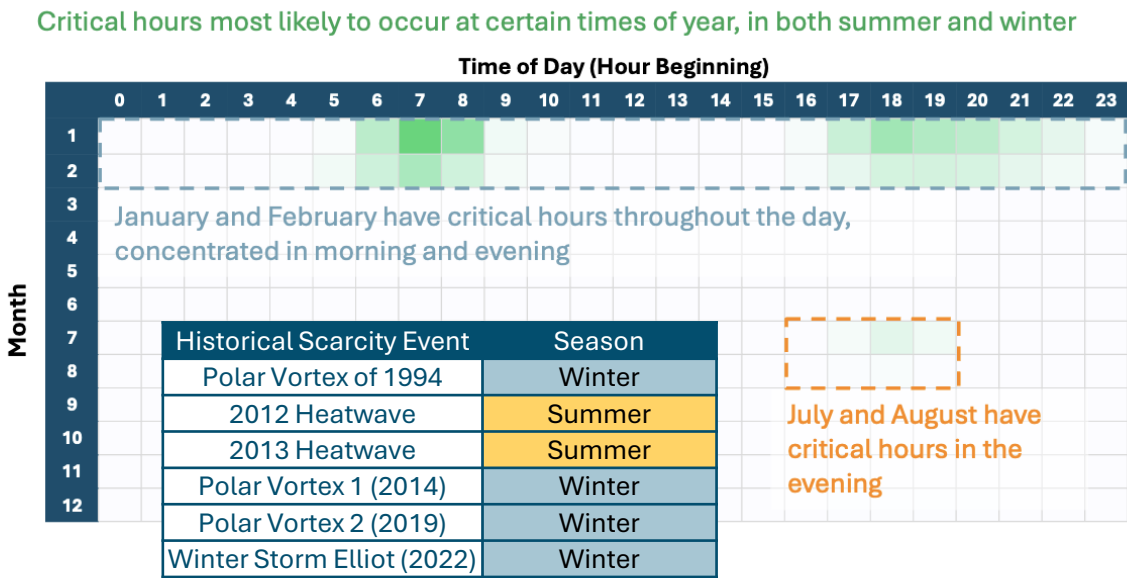 Critical hours most likely to occur at certain times of year, in both summer and winter
Time of Day (Hour Beginning)
0 1 2 3 4 5 6 7 8 9 10 11 12 13 14 15 16 17 18 19 20 21 22 23
Month
1
2
3
4
5
6
7
8
9
10
11
12
January and February have critical hours throughout the day,
concentrated in morning and evening
Historical Scarcity Event Season
Polar Vortex of 1994 Winter
2012 Heatwave Summer
2013 Heatwave Summer
Polar Vortex 1 (2014) Winter
Polar Vortex 2 (2019) Winter
Winter Storm Elliot (2022) Winter
July and August have
critical hours in the
evening